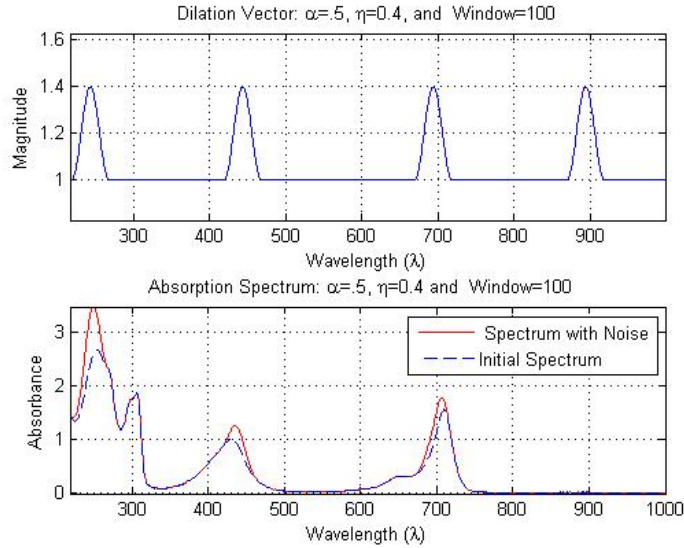 Dilation Vector: α=.5, η=0.4, and Window=100
1.6
1.4
1.2
1
Magnitude
300 400 500 600 700 800 900
Wavelength (λ)
Absorption Spectrum: α=.5, η=0.4 and Window=100
3
2
1
0
Absorbance
Spectrum with Noise
Initial Spectrum
300 400 500 600 700 800 900 1000
Wavelength (λ)